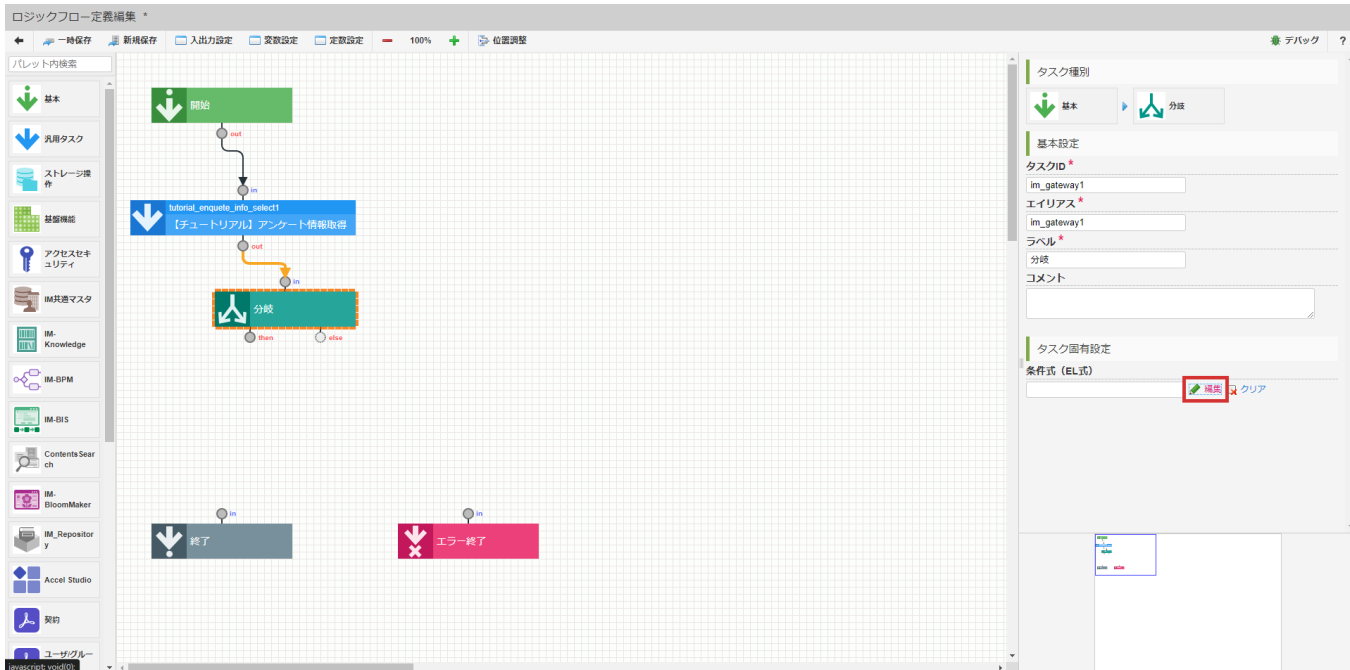 ロジックフロー定義編集 *
一時保存 新規保存 入出力設定 変数設定 定数設定 100% 位置調整 デバッグ ?
パレット内検索
基本
汎用タスク
ストレージ操
作
基盤機能
アクセスセキ
ュリティ
IM共通マスタ
IM-
Knowledge
IM-BPM
IM-BIS
ContentsSear
ch
IM-
BloomMaker
IM_Repositor
y
Accel Studio
契約
ユーザ/グルー
javascript: void(0);
開始
out
in
tutorial_enquete_info_select1
【チュートリアル】アンケート情報取得
out
in
分岐
then else
in in
終了 エラー終了
タスク種別
基本 分岐
基本設定
タスクID *
im_gateway1
エイリアス *
im_gateway1
ラベル *
分岐
コメント
タスク固有設定
条件式（EL式）
編集 クリア